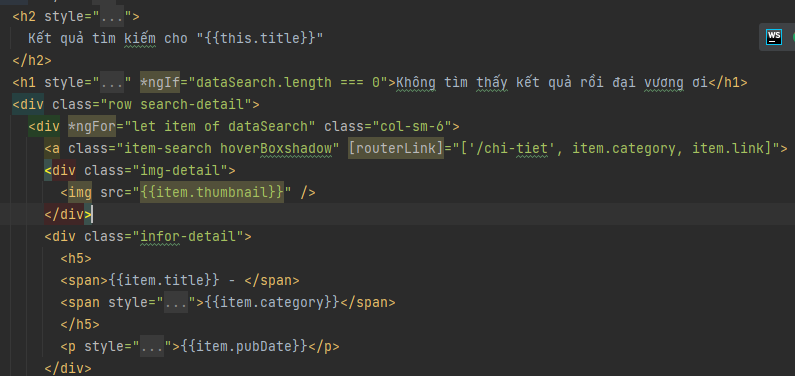 <h2 style="...">
Kết quả tìm kiếm cho "{{this.title}}"
</h2>
<h1 style="..." *ngIf="dataSearch.length === 0">Không tìm thấy kết quả rồi đại vương ơi</h1>
<div class="row search-detail">
<div *ngFor="let item of dataSearch" class="col-sm-6">
<a class="item-search hoverBoxshadow" [routerLink]="['/chi-tiet', item.category, item.link]">
<div class="img-detail">
<img src="{{item.thumbnail}}" />
</div>
<div class="infor-detail">
<h5>
<span>{{item.title}} - </span>
<span style="...">{{item.category}}</span>
</h5>
<p style="...">{{item.pubDate}}</p>
</div>
WS